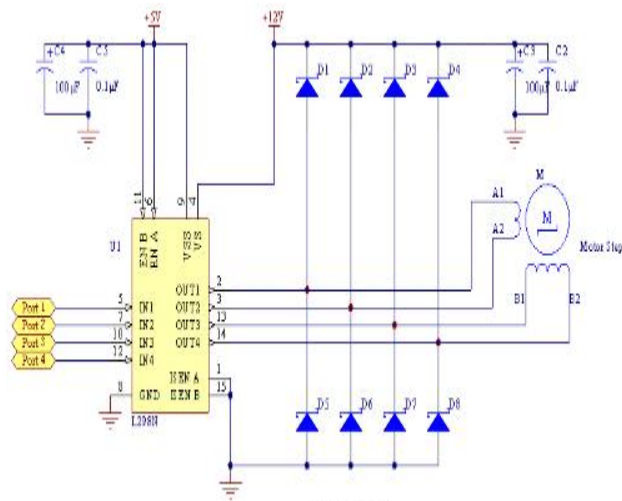 +5V
+12V
C4
C5
100µF
0.1µF
D1 D2 D3 D4
C3
C2
100µF
0.1µF
11 6 9 4
EN B
EN A
VSS
VS
U1
M
A1
M
A2
Motor Step
B1 B2
Port 1
5
IN1
Port 2
7
IN2
Port 3
10
IN3
Port 4
12
IN4
OUT1
2
OUT2
3
OUT3
13
OUT4
14
1
15
8
GND
L298N
D5 D6 D7 D8